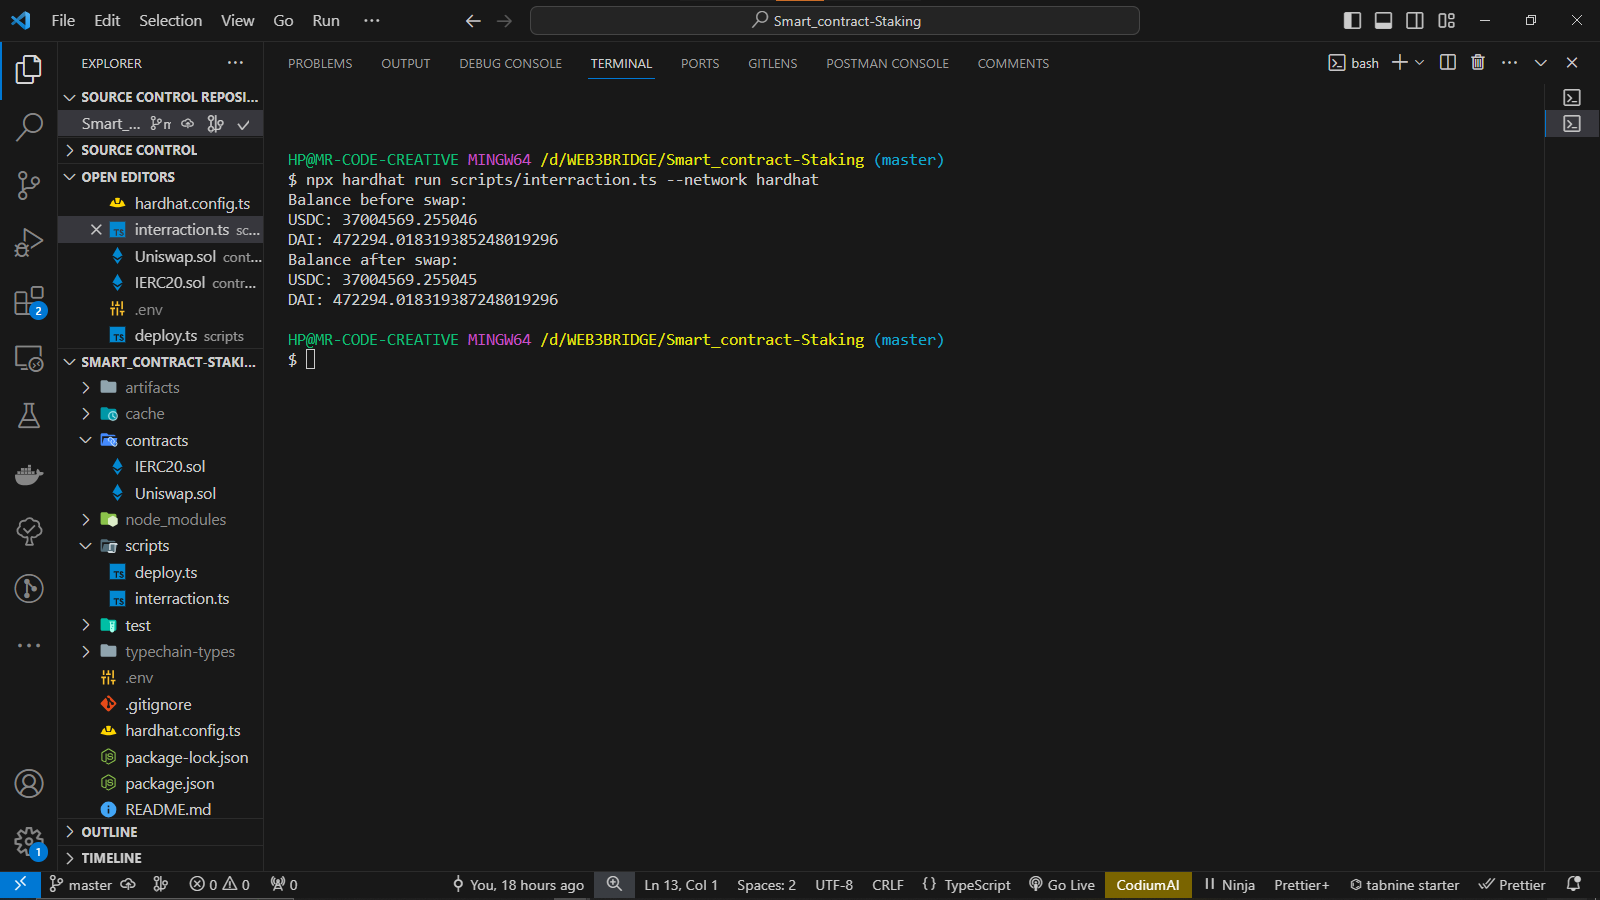 File Edit Selection View Go Run ···
Smart_contract-Staking
EXPLORER ···
SOURCE CONTROL REPOSI...
Smart_...
SOURCE CONTROL
OPEN EDITORS
hardhat.config.ts
TS interraction.ts sc...
Uniswap.sol cont...
IERC20.sol contr...
.env
TS deploy.ts scripts
SMART_CONTRACT-STAKI...
artifacts
cache
contracts
IERC20.sol
Uniswap.sol
node_modules
scripts
TS deploy.ts
TS interraction.ts
test
typechain-types
.env
.gitignore
hardhat.config.ts
package-lock.json
package.json
README.md
OUTLINE
TIMELINE
2
1
PROBLEMS OUTPUT DEBUG CONSOLE TERMINAL PORTS GITLENS POSTMAN CONSOLE COMMENTS
bash
HP@MR-CODE-CREATIVE MINGW64 /d/WEB3BRIDGE/Smart_contract-Staking (master)
$ npx hardhat run scripts/interraction.ts --network hardhat
Balance before swap:
USDC: 37004569.255046
DAI: 472294.018319385248019296
Balance after swap:
USDC: 37004569.255045
DAI: 472294.018319387248019296
HP@MR-CODE-CREATIVE MINGW64 /d/WEB3BRIDGE/Smart_contract-Staking (master)
$
master 0 0 0 You, 18 hours ago Ln 13, Col 1 Spaces: 2 UTF-8 CRLF {} TypeScript Go Live CodiumAI Ninja Prettier+ tabnine starter Prettier